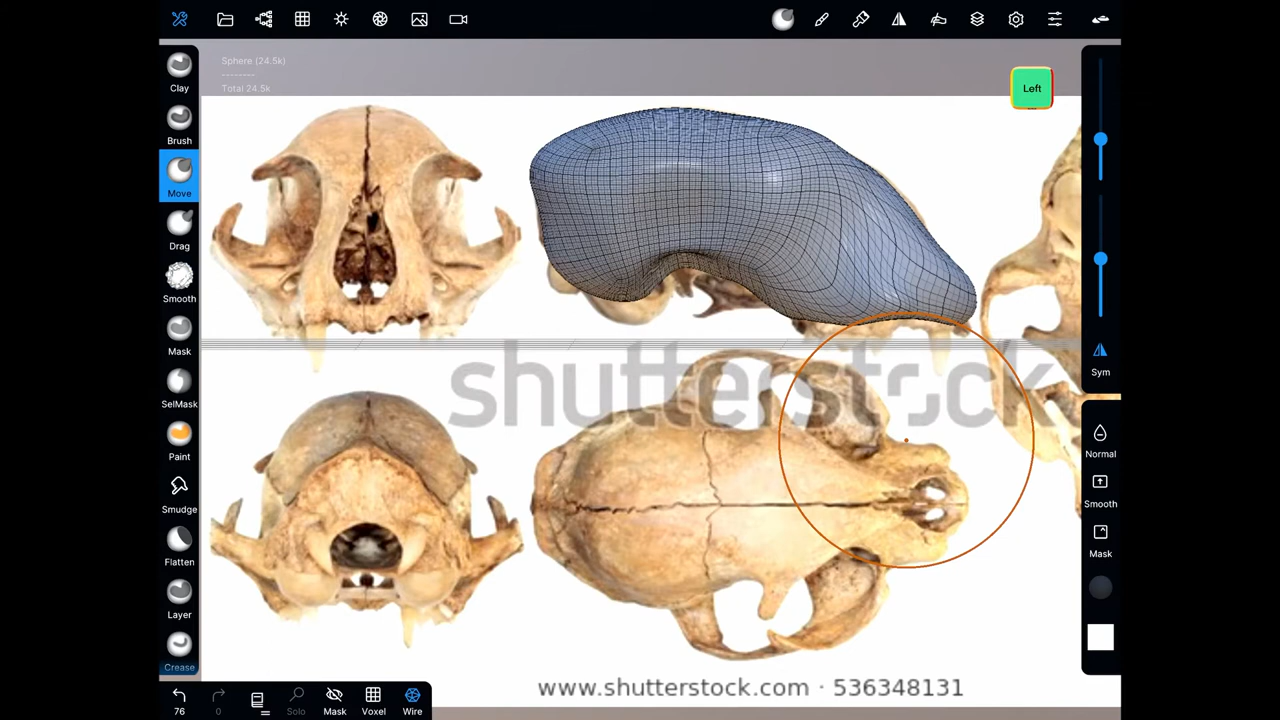 Sphere (24.5k)
--------
Total 24.5k
Left
Clay
Brush
Move
Drag
Smooth
Mask
SelMask
Paint
Smudge
Flatten
Layer
Crease
Sym
Normal
Smooth
Mask
shutterstock
www.shutterstock.com · 536348131
76
0
Solo
Mask
Voxel
Wire